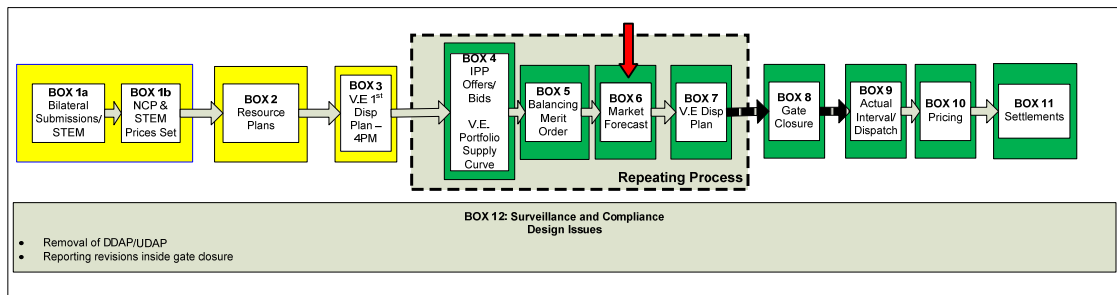 BOX 1a
Bilateral
Submissions/
STEM
BOX 1b
NCP &
STEM
Prices Set
BOX 2
Resource
Plans
BOX 3
V.E 1st
Disp
Plan –
4PM
BOX 4
IPP
Offers/
Bids
V.E.
Portfolio
Supply
Curve
BOX 5
Balancing
Merit
Order
BOX 6
Market
Forecast
BOX 7
V.E Disp
Plan
Repeating Process
BOX 8
Gate
Closure
BOX 9
Actual
Interval/
Dispatch
BOX 10
Pricing
BOX 11
Settlements
BOX 12: Surveillance and Compliance
Design Issues
• Removal of DDAP/UDAP
• Reporting revisions inside gate closure